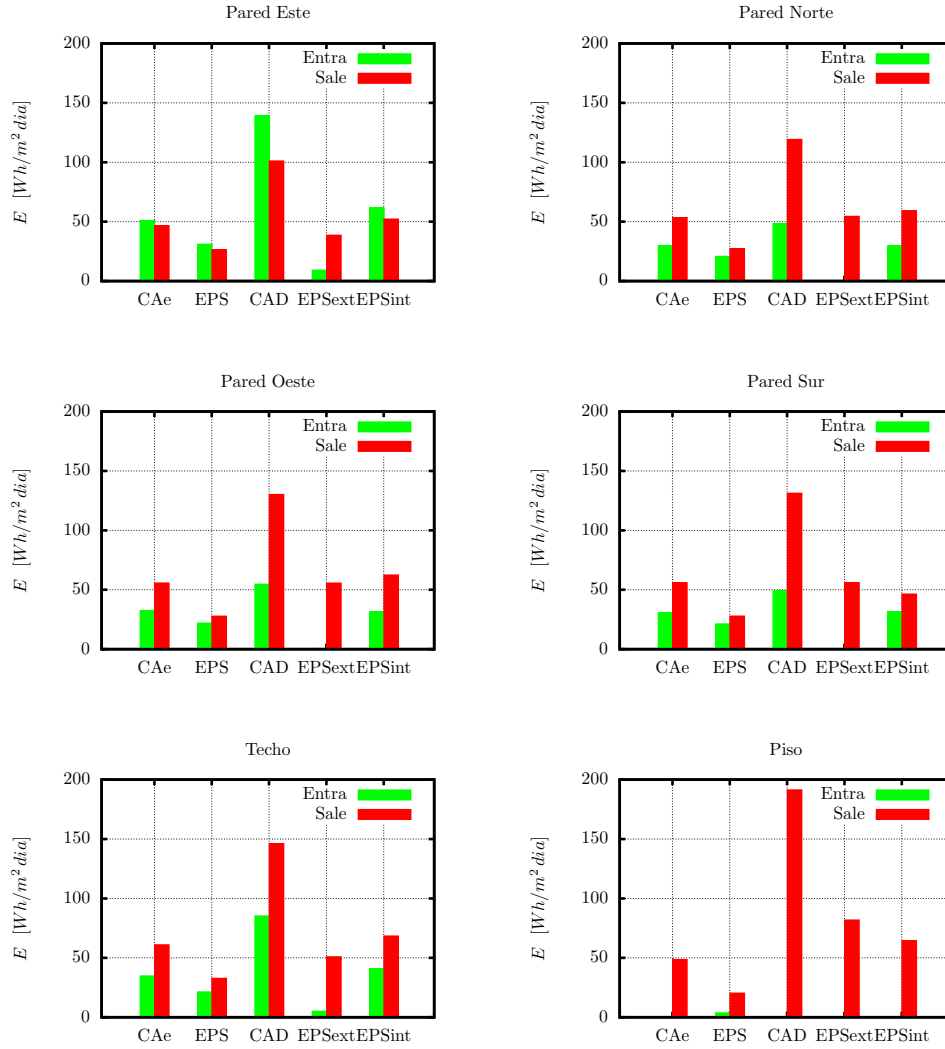 Pared Este
E [Wh/m² dia]
200
150
100
50
0
Entra
Sale
CAe EPS CAD EPSext EPSint
Pared Norte
E [Wh/m² dia]
200
150
100
50
0
Entra
Sale
CAe EPS CAD EPSext EPSint
Pared Oeste
E [Wh/m² dia]
200
150
100
50
0
Entra
Sale
CAe EPS CAD EPSext EPSint
Pared Sur
E [Wh/m² dia]
200
150
100
50
0
Entra
Sale
CAe EPS CAD EPSext EPSint
Techo
E [Wh/m² dia]
200
150
100
50
0
Entra
Sale
CAe EPS CAD EPSext EPSint
Piso
E [Wh/m² dia]
200
150
100
50
0
Entra
Sale
CAe EPS CAD EPSext EPSint